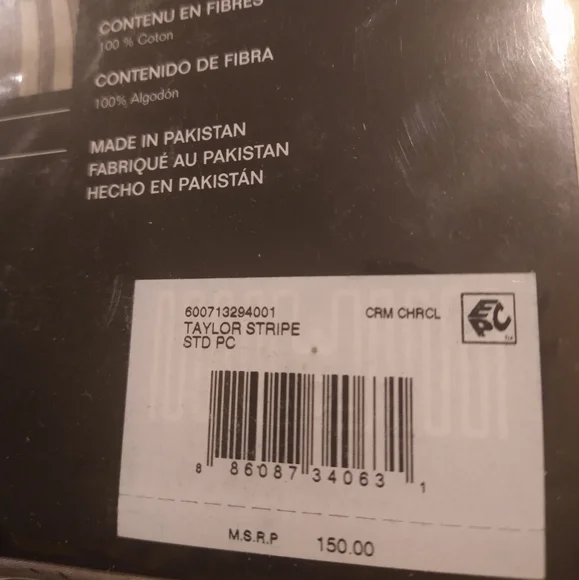 CONTENU EN FIBRES
100 % Coton
CONTENIDO DE FIBRA
100% Algodón
MADE IN PAKISTAN
FABRIQUÉ AU PAKISTAN
HECHO EN PAKISTÁN
600713294001 CRM CHRCL
TAYLOR STRIPE
STD PC
EPC
8 86087 34063 1
M.S.R.P 150.00